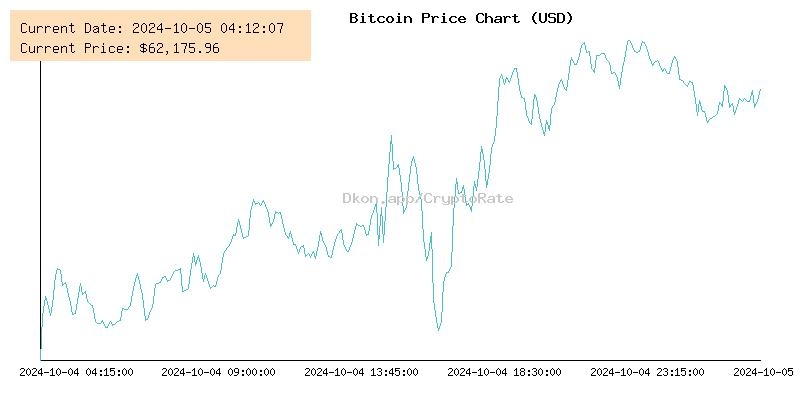 Bitcoin Price Chart (USD)
Current Date: 2024-10-05 04:12:07
Current Price: $62,175.96
Dkon.app/CryptoRate
2024-10-04 04:15:00 2024-10-04 09:00:00 2024-10-04 13:45:00 2024-10-04 18:30:00 2024-10-04 23:15:00 2024-10-05